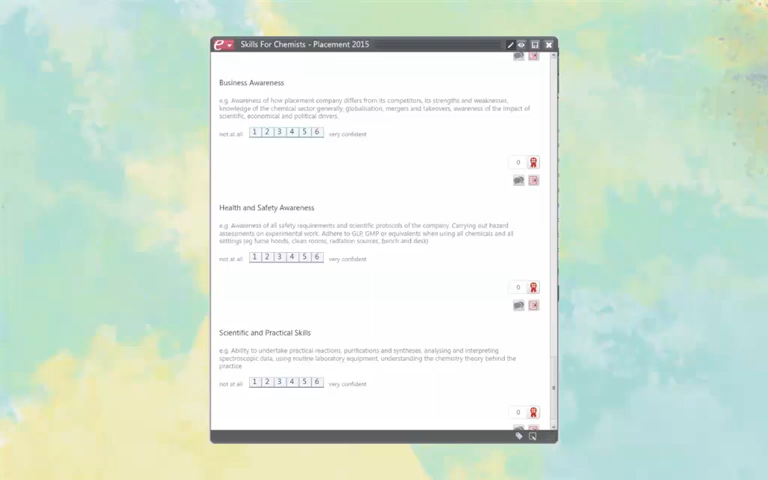 e Skills For Chemists - Placement 2015
Business Awareness
e.g. Awareness of how placement company differs from its competitors, its strengths and weaknesses,
knowledge of the chemical sector generally, globalisation, mergers and takeovers, awareness of the impact of
scientific, economical and political drivers.
not at all 1 2 3 4 5 6 very confident
0
Health and Safety Awareness
e.g. Awareness of all safety requirements and scientific protocols of the company. Carrying out hazard
assessments on experimental work. Adhere to GLP, GMP or equivalents when using all chemicals and all
settings (eg fume hoods, clean rooms, radiation sources, bench and desk)
not at all 1 2 3 4 5 6 very confident
0
Scientific and Practical Skills
e.g. Ability to undertake practical reactions, purifications and syntheses, analysing and interpreting
spectroscopic data, using routine laboratory equipment, understanding the chemistry theory behind the
practice
not at all 1 2 3 4 5 6 very confident
0